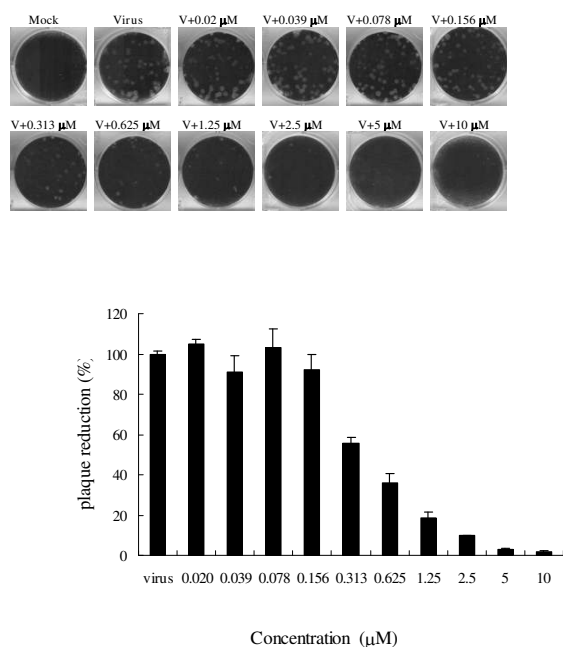 Mock Virus V+0.02 μM V+0.039 μM V+0.078 μM V+0.156 μM
V+0.313 μM V+0.625 μM V+1.25 μM V+2.5 μM V+5 μM V+10 μM
120
100
80
60
40
20
0
plaque reduction (%)
virus 0.020 0.039 0.078 0.156 0.313 0.625 1.25 2.5 5 10
Concentration (μM)